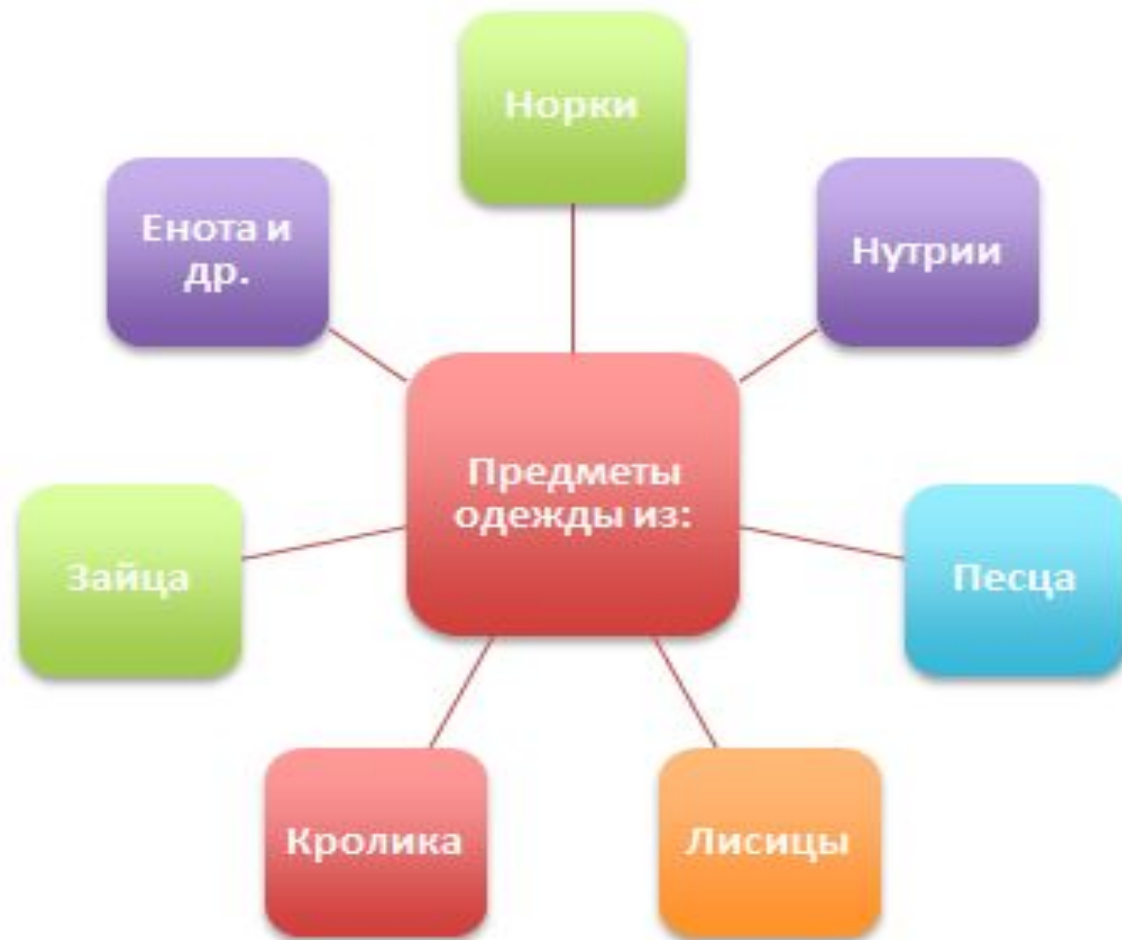 Норки
Енота и
др.
Нутрии
Предметы
одежды из:
Зайца
Песца
Кролика
Лисицы